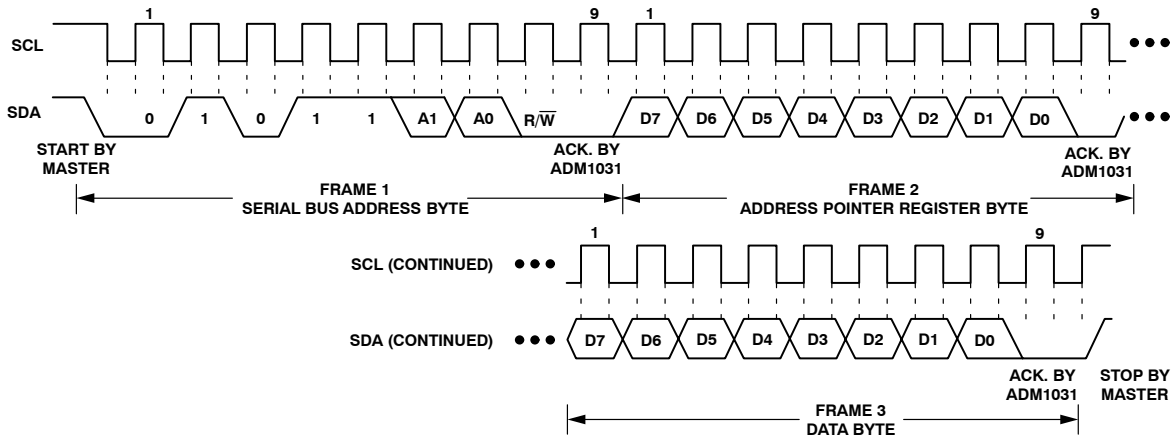 1 9 1 9
SCL
SDA 0 1 0 1 1 A1 A0 R/W̅ D7 D6 D5 D4 D3 D2 D1 D0
START BY
MASTER
ACK. BY
ADM1031
ACK. BY
ADM1031
FRAME 1
SERIAL BUS ADDRESS BYTE
FRAME 2
ADDRESS POINTER REGISTER BYTE
1 9
SCL (CONTINUED)
SDA (CONTINUED) D7 D6 D5 D4 D3 D2 D1 D0
ACK. BY
ADM1031
STOP BY
MASTER
FRAME 3
DATA BYTE